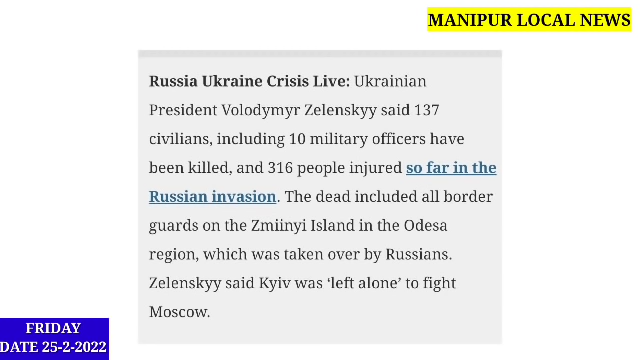 MANIPUR LOCAL NEWS
Russia Ukraine Crisis Live: Ukrainian
President Volodymyr Zelenskyy said 137
civilians, including 10 military officers have
been killed, and 316 people injured so far in the
Russian invasion. The dead included all border
guards on the Zmiinyi Island in the Odesa
region, which was taken over by Russians.
Zelenskyy said Kyiv was ‘left alone’ to fight
Moscow.
FRIDAY
DATE 25-2-2022